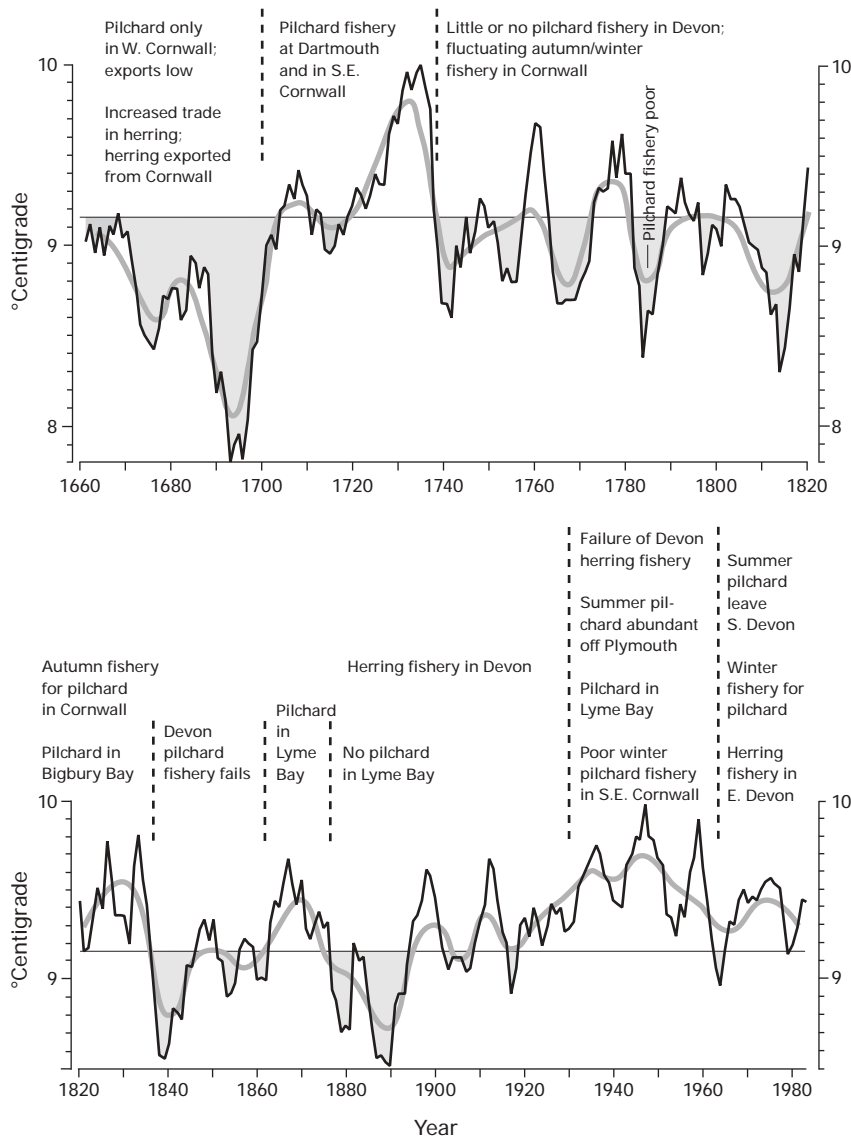 Pilchard only
in W. Cornwall;
exports low
Increased trade
in herring;
herring exported
from Cornwall
Pilchard fishery
at Dartmouth
and in S.E.
Cornwall
Little or no pilchard fishery in Devon;
fluctuating autumn/winter
fishery in Cornwall
Pilchard fishery poor
°Centigrade
10
9
8
10
9
8
1660 1680 1700 1720 1740 1760 1780 1800 1820
Autumn fishery
for pilchard
in Cornwall
Pilchard in
Bigbury Bay
Devon
pilchard
fishery fails
Pilchard
in
Lyme
Bay
Herring fishery in Devon
No pilchard
in Lyme Bay
Failure of Devon
herring fishery
Summer pil-
chard abundant
off Plymouth
Pilchard in
Lyme Bay
Poor winter
pilchard fishery
in S.E. Cornwall
Summer
pilchard
leave
S. Devon
Winter
fishery for
pilchard
Herring
fishery in
E. Devon
°Centigrade
10
9
10
9
1820 1840 1860 1880 1900 1920 1940 1960 1980
Year